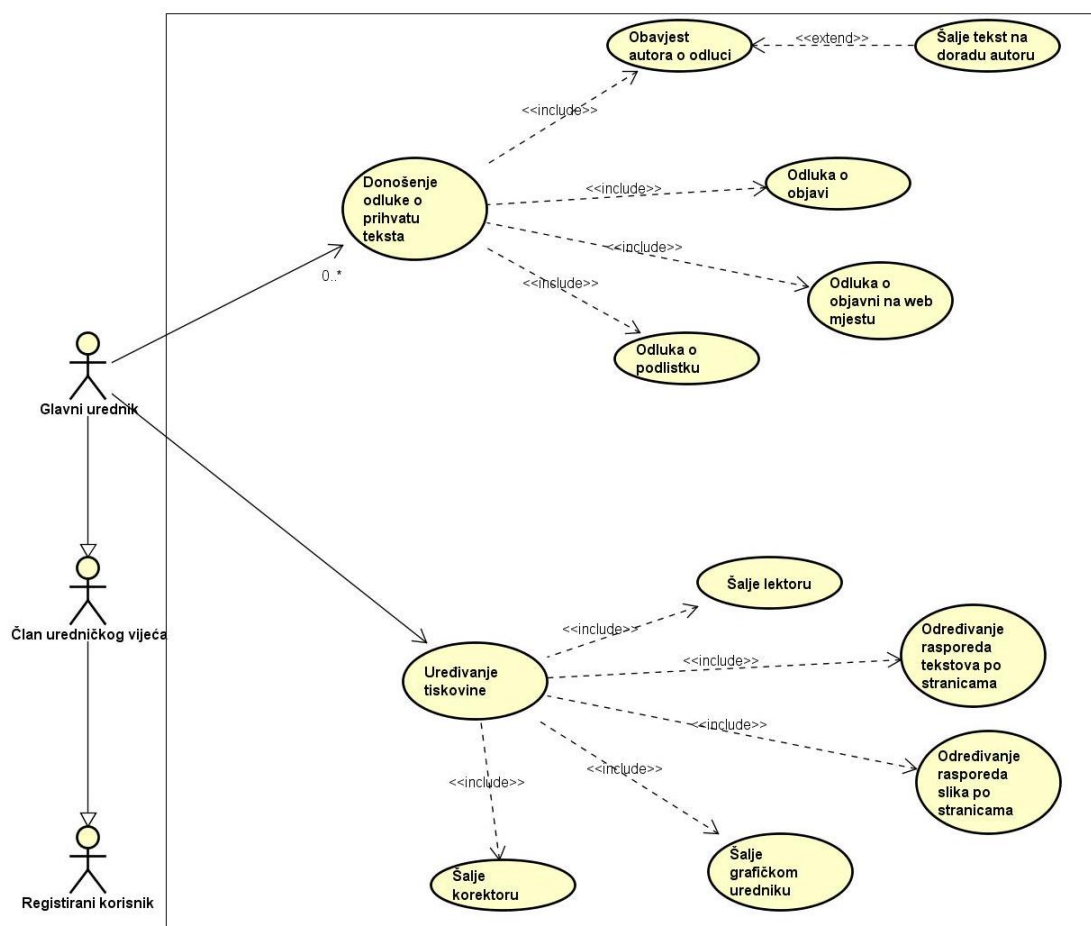 Obavjest
autora o odluci
<<extend>>
Šalje tekst na
doradu autoru
<<include>>
Donošenje
odluke o
prihvatu
teksta
<<include>>
Odluka o
objavi
<<include>>
Odluka o
objavni na web
mjestu
<<include>>
Odluka o
podlistku
0..*
Glavni urednik
Član uredničkog vijeća
Registirani korisnik
Uređivanje
tiskovine
<<include>>
Šalje lektoru
<<include>>
Određivanje
rasporeda
tekstova po
stranicama
<<include>>
Određivanje
rasporeda
slika po
stranicama
<<include>>
Šalje
grafičkom
uredniku
<<include>>
Šalje
korektoru